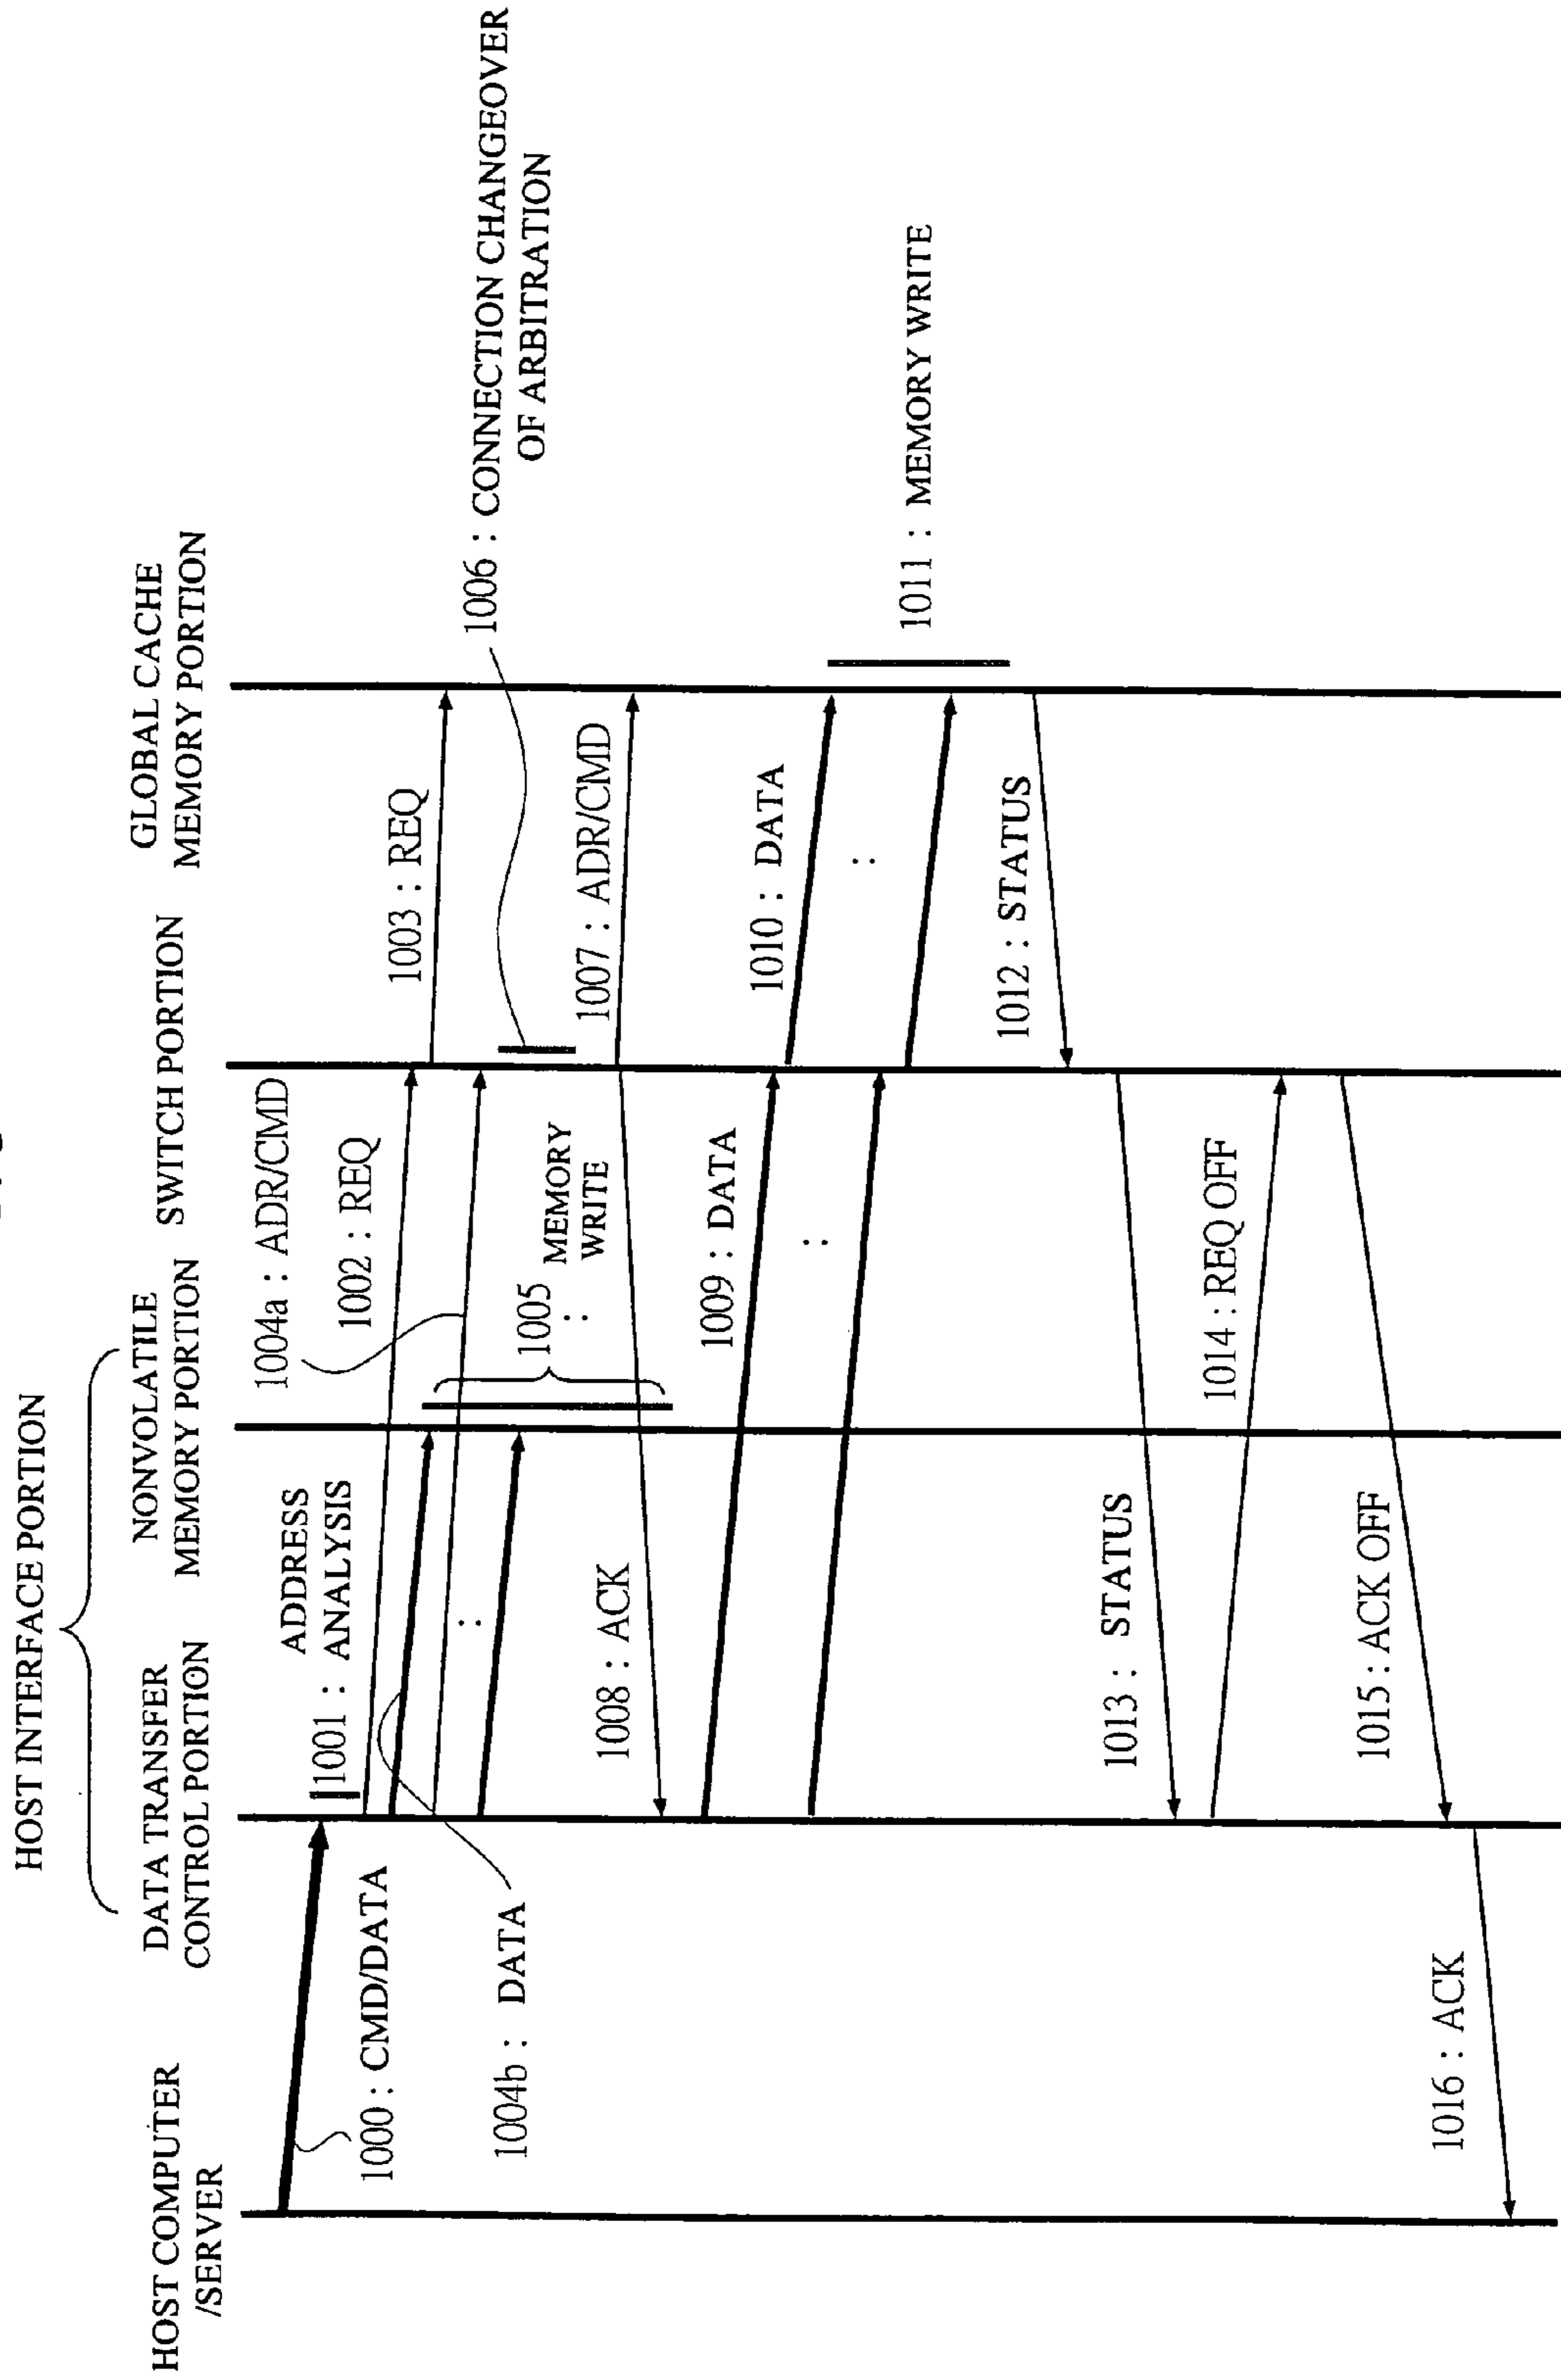 HOST INTERFACE PORTION
HOST COMPUTER
/SERVER
DATA TRANSFER
CONTROL PORTION
NONVOLATILE
MEMORY PORTION
SWITCH PORTION
GLOBAL CACHE
MEMORY PORTION
1000 : CMD/DATA
1001 :
ADDRESS
ANALYSIS
1004a : ADR/CMD
1002 : REQ
1003 : REQ
1004b : DATA
1005
:
MEMORY
WRITE
1006 : CONNECTION CHANGEOVER
OF ARBITRATION
1007 : ADR/CMD
1008 : ACK
1009 : DATA
1010 : DATA
1011 : MEMORY WRITE
1012 : STATUS
1013 : STATUS
1014 : REQ OFF
1015 : ACK OFF
1016 : ACK